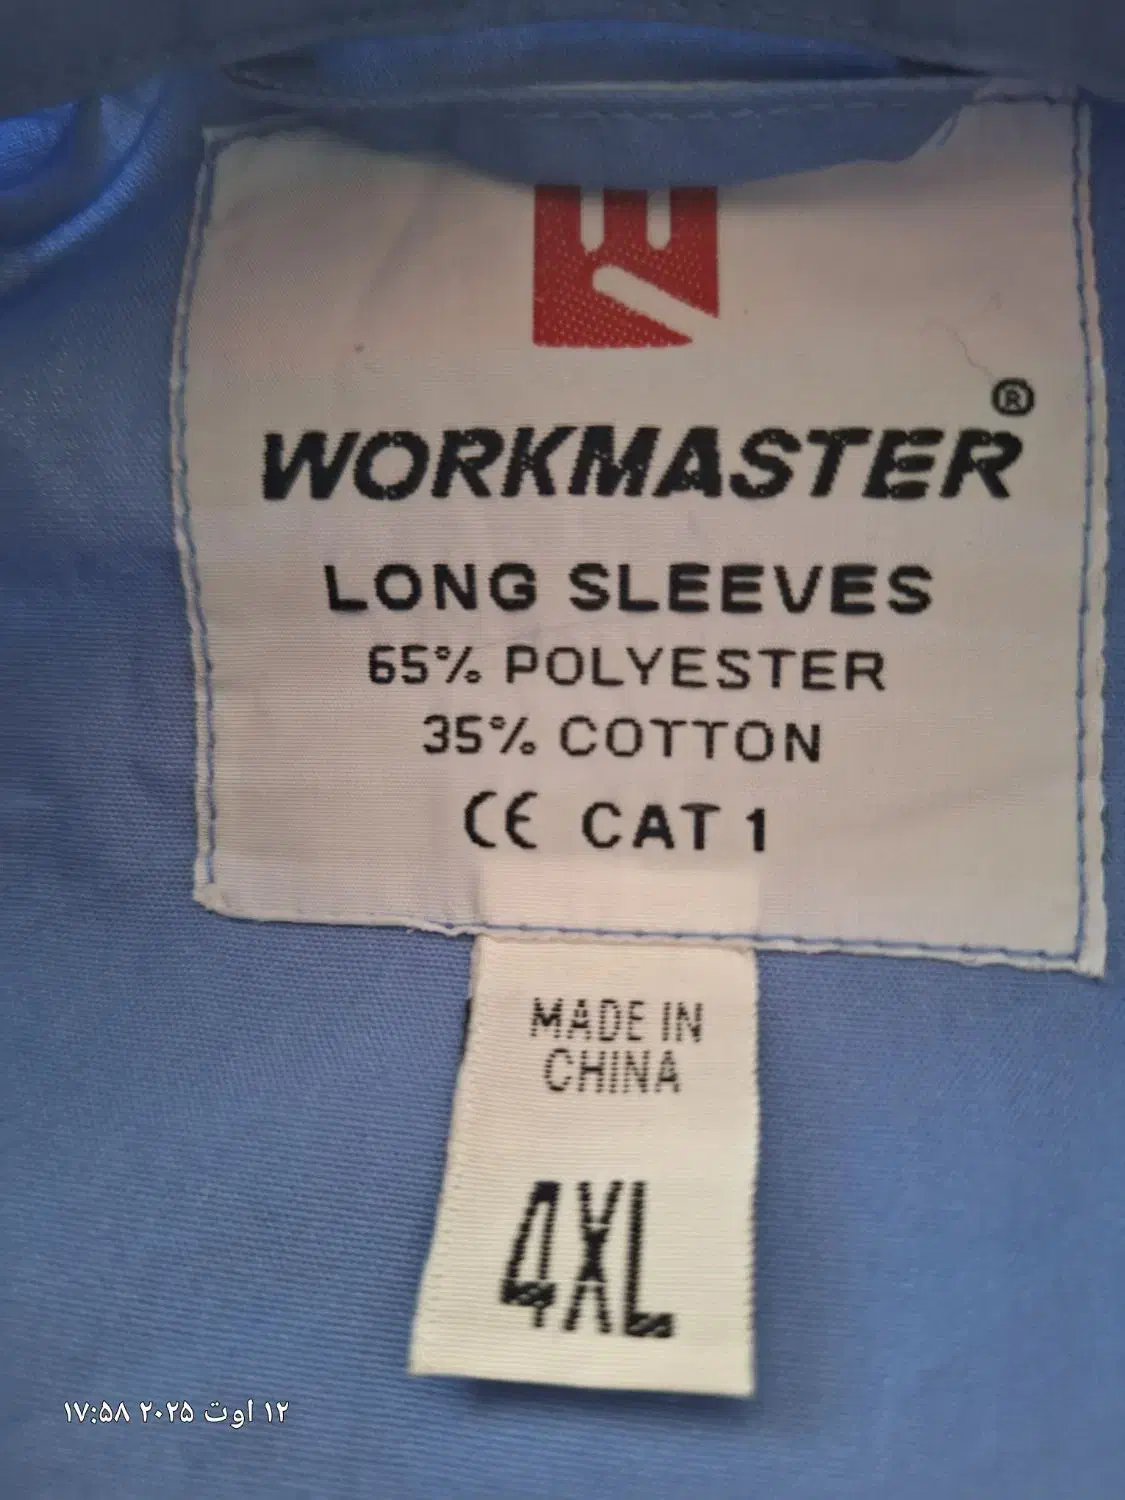 WORKMASTER®
LONG SLEEVES
65% POLYESTER
35% COTTON
CE CAT 1
MADE IN
CHINA
4XL
۱۲ اوت ۲۰۲۵ ۱۷:۵۸